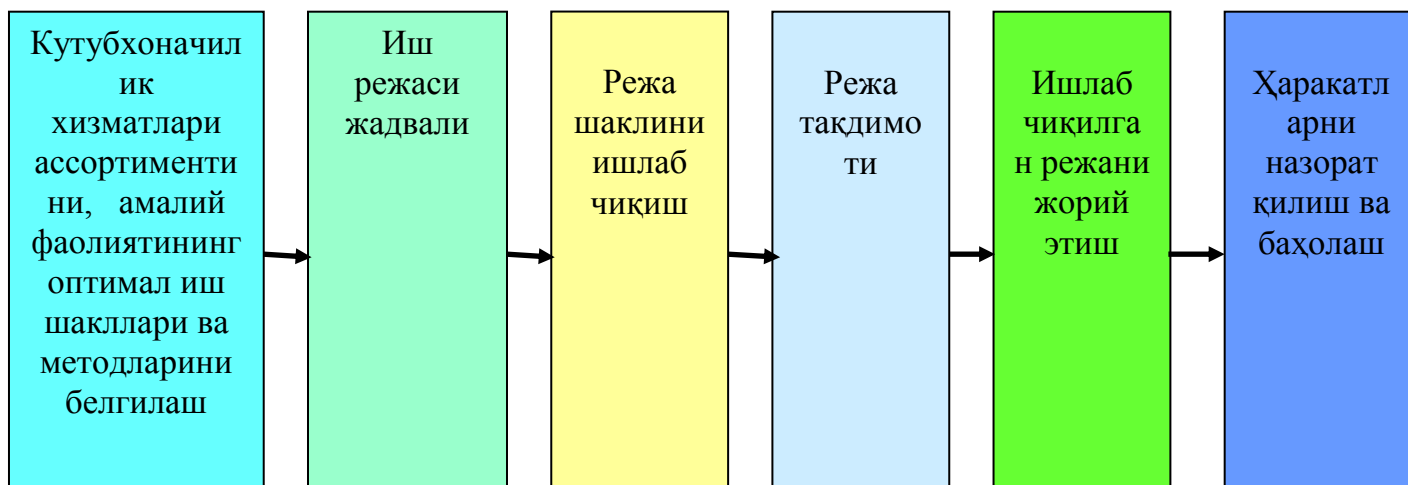 Кутубхоначил
ик
хизматлари
ассортименти
ни, амалий
фаолиятининг
оптимал иш
шакллари ва
методларини
белгилаш
Иш
режаси
жадвали
Режа
шаклини
ишлаб
чиқиш
Режа
тақдимо
ти
Ишлаб
чиқилга
н режани
жорий
этиш
Ҳаракатл
арни
назорат
қилиш ва
баҳолаш